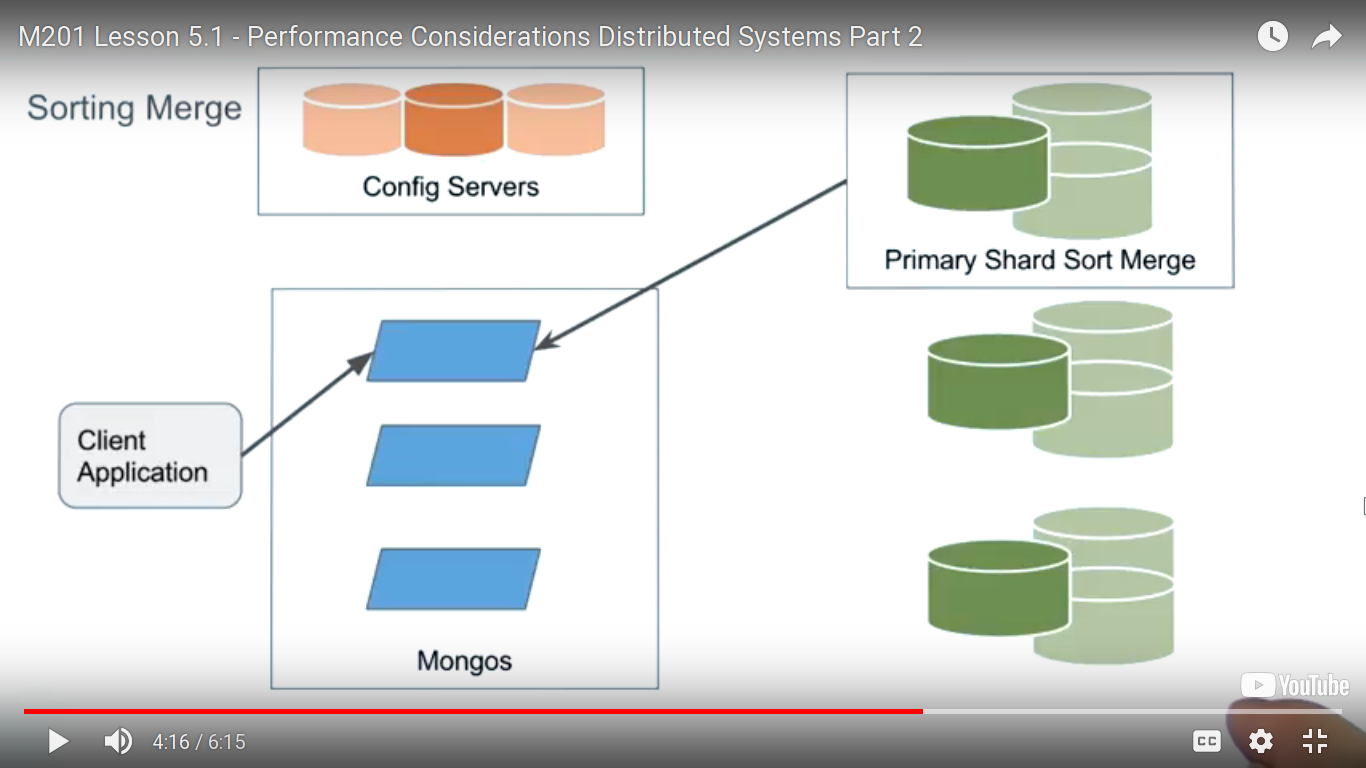 M201 Lesson 5.1 - Performance Considerations Distributed Systems Part 2
Sorting Merge
Config Servers
Primary Shard Sort Merge
Client
Application
Mongos
YouTube
4:16 / 6:15
CC